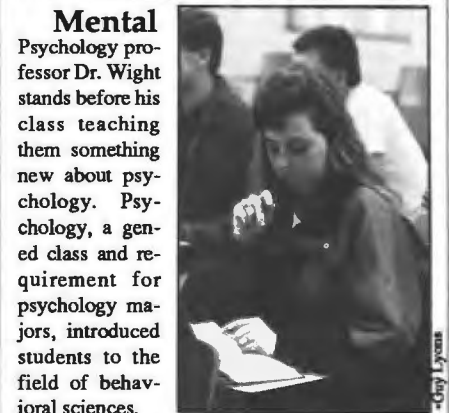 Mental
Psychology pro-
fessor Dr. Wight
stands before his
class teaching
them something
new about psy-
chology. Psy-
chology, a gen-
ed class and re-
quirement for
psychology ma-
jors, introduced
students to the
field of behav-
ioral sciences.
-Guy Lyons